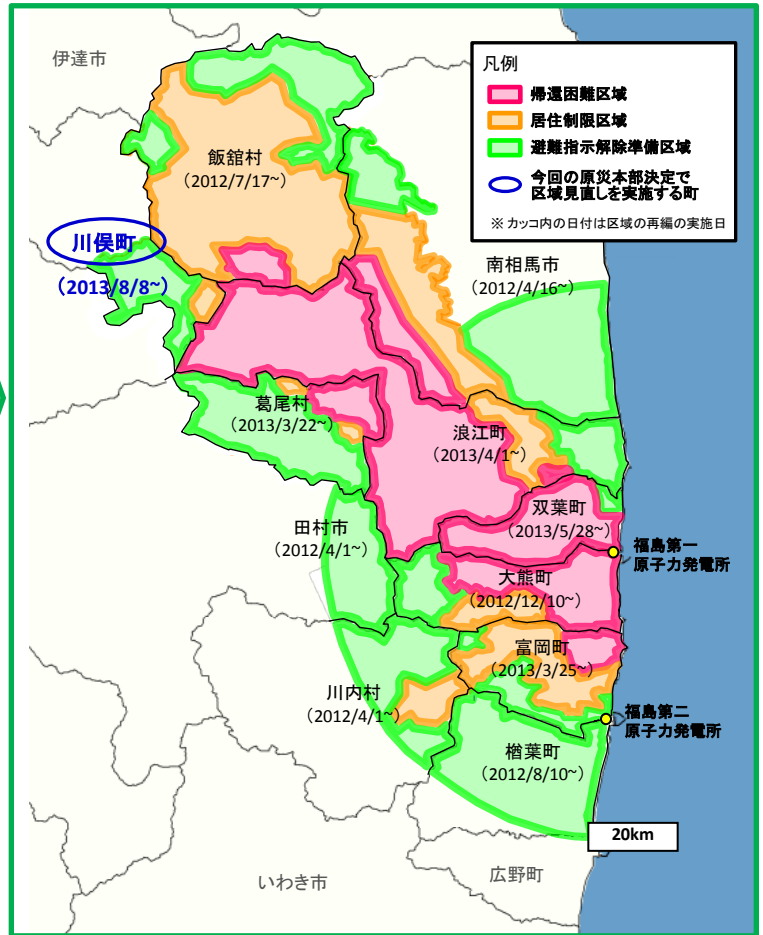 伊達市
凡例
帰還困難区域
居住制限区域
避難指示解除準備区域
今回の原災本部決定で
区域見直しを実施する町
※ カッコ内の日付は区域の再編の実施日
飯舘村
(2012/7/17~)
川俣町
(2013/8/8~)
南相馬市
(2012/4/16~)
葛尾村
(2013/3/22~)
浪江町
(2013/4/1~)
双葉町
(2013/5/28~)
田村市
(2012/4/1~)
福島第一
原子力発電所
大熊町
(2012/12/10~)
富岡町
(2013/3/25~)
川内村
(2012/4/1~)
福島第二
原子力発電所
楢葉町
(2012/8/10~)
20km
広野町
いわき市